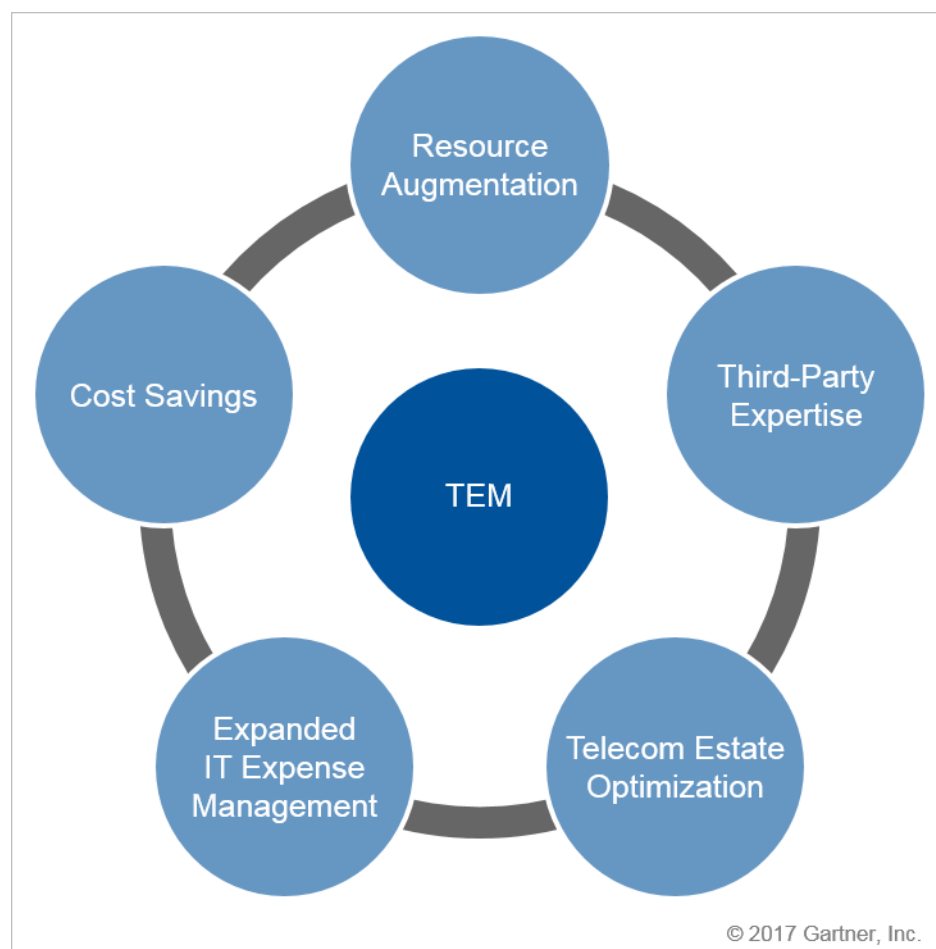 Resource
Augmentation
Third-Party
Expertise
Cost Savings
TEM
Telecom Estate
Optimization
Expanded
IT Expense
Management
© 2017 Gartner, Inc.